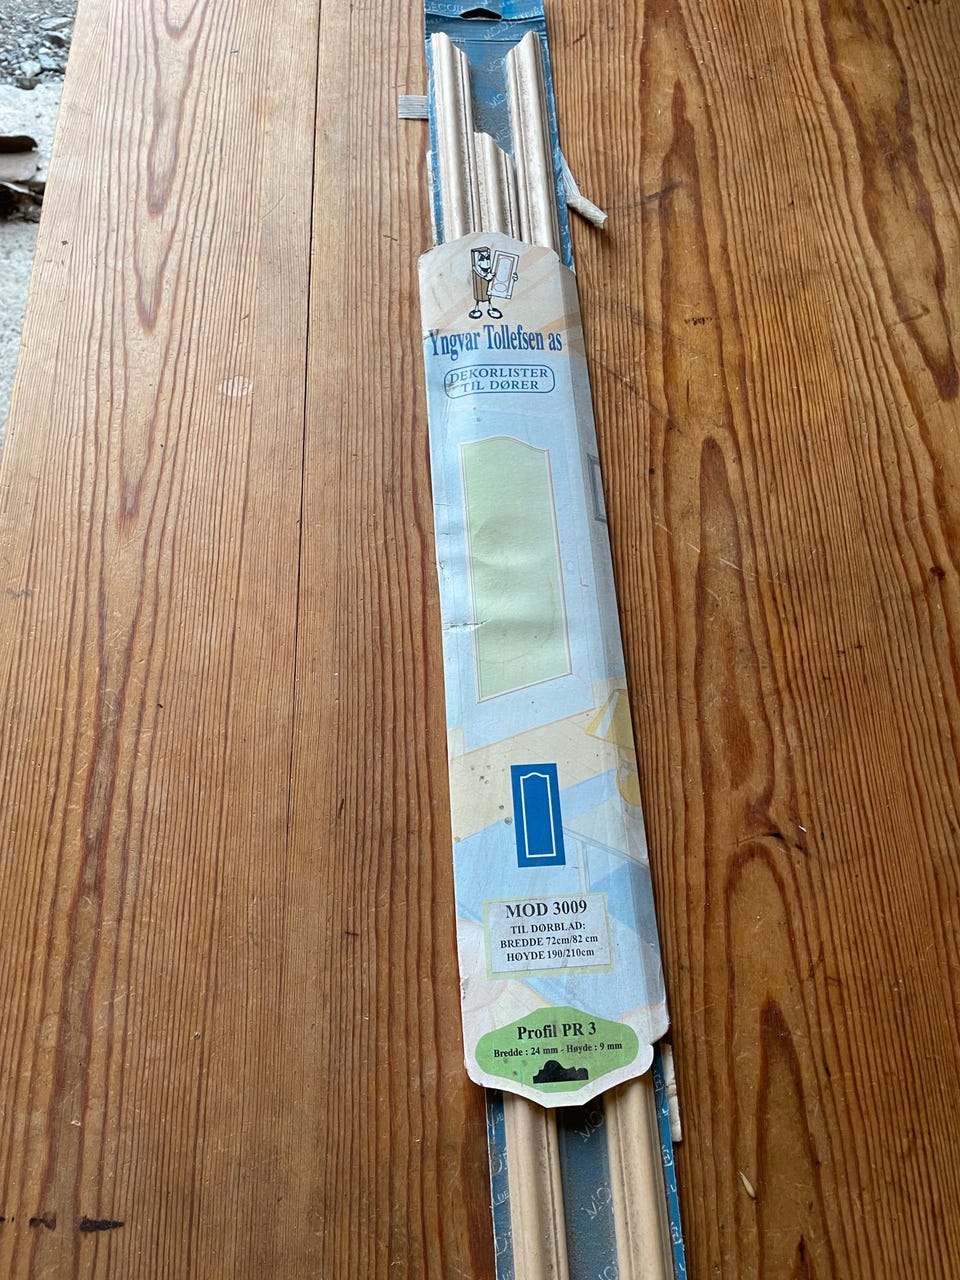 Yngvar Tollefsen as
DEKORLISTER
TIL DØRER
MOD 3009
TIL DØRBLAD:
BREDDE 72cm/82 cm
HØYDE 190/210cm
Profil PR 3
Bredde : 24 mm - Høyde : 9 mm